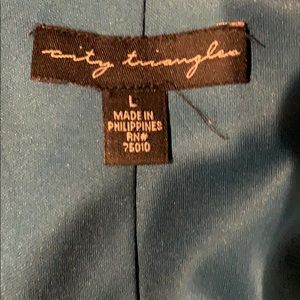 city triangles
L
MADE IN
PHILIPPINES
RN#
75010